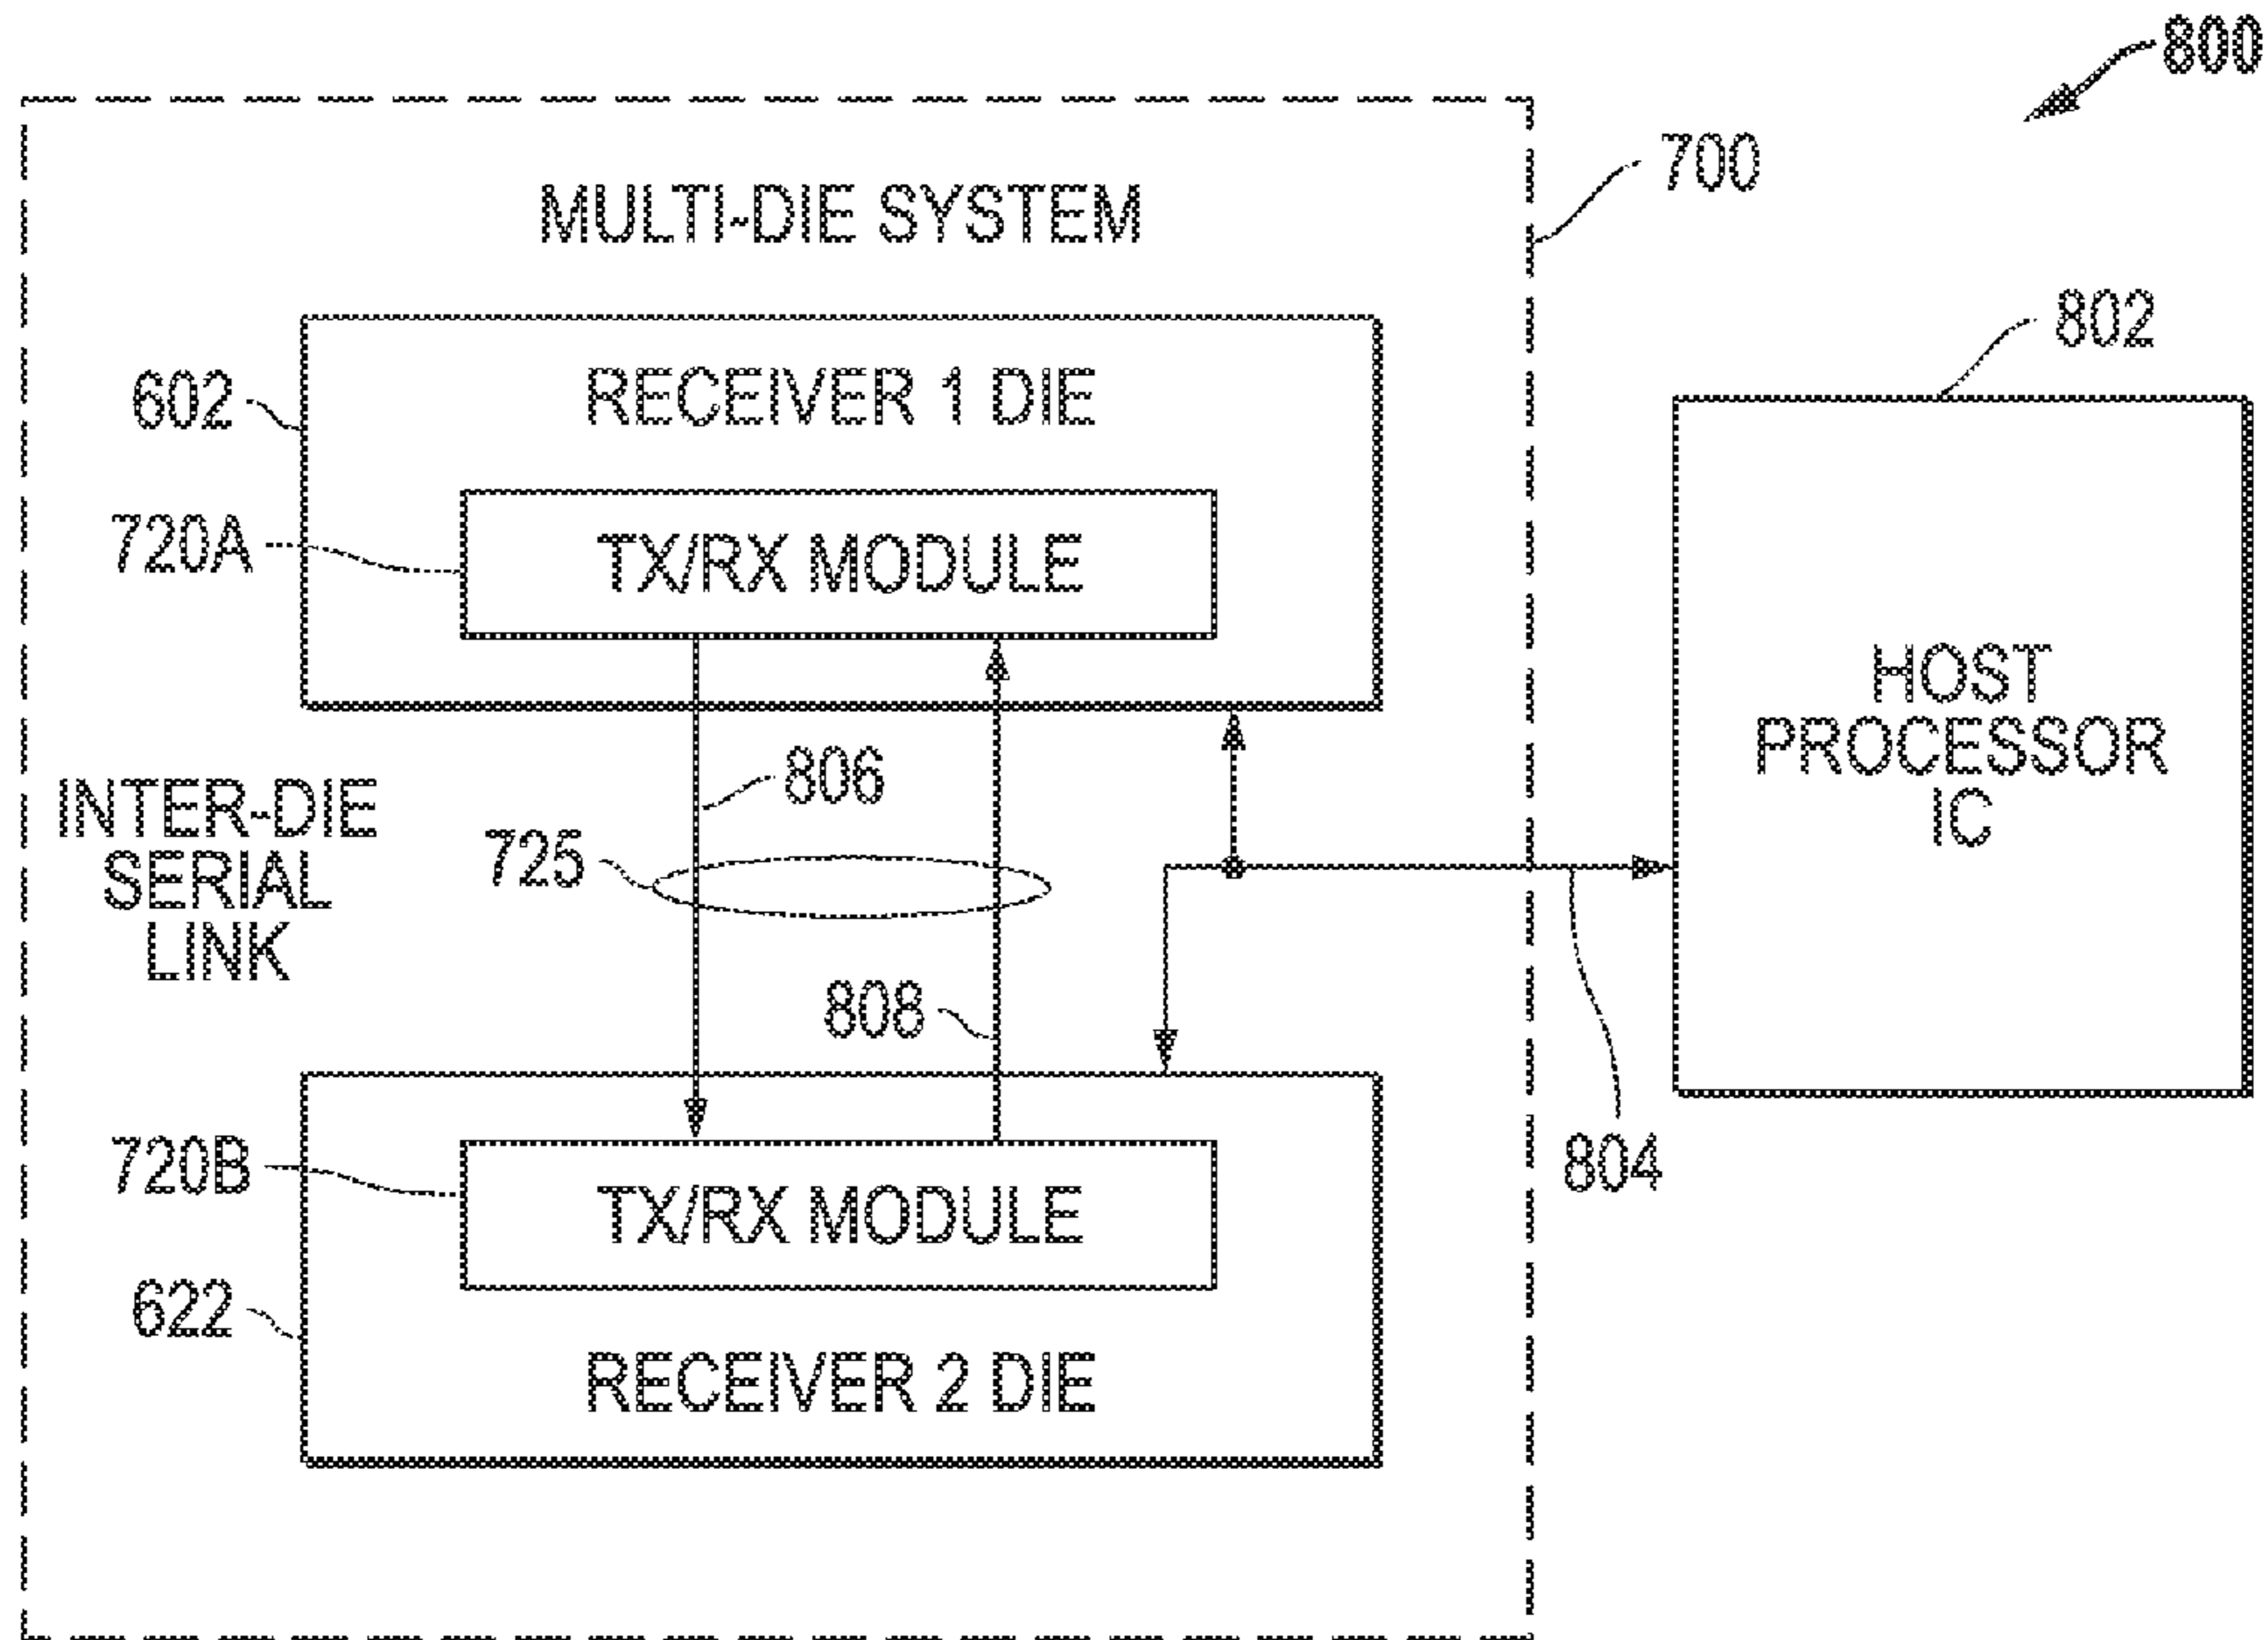 800
700
MULTI-DIE SYSTEM
802
602
RECEIVER 1 DIE
720A
TX/RX MODULE
HOST
PROCESSOR
IC
806
INTER-DIE
SERIAL
LINK
725
808
804
720B
TX/RX MODULE
622
RECEIVER 2 DIE